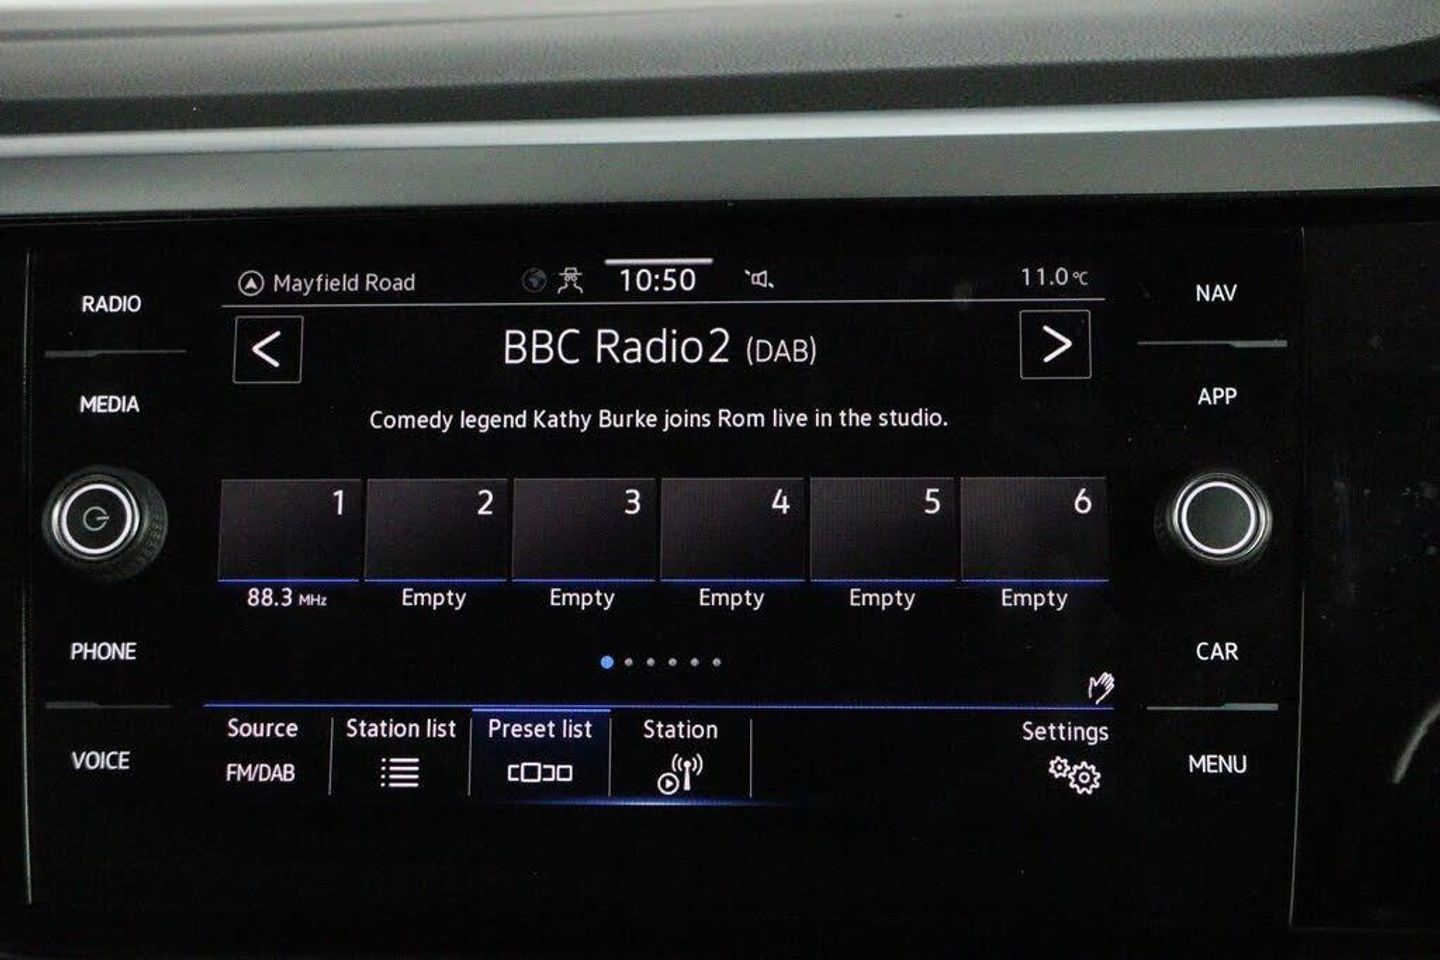 Mayfield Road 10:50 11.0 °C
RADIO
NAV
< BBC Radio2 (DAB) >
MEDIA
APP
Comedy legend Kathy Burke joins Rom live in the studio.
1 2 3 4 5 6
88.3 MHz Empty Empty Empty Empty Empty
PHONE
CAR
Source Station list Preset list Station Settings
FM/DAB
VOICE
MENU